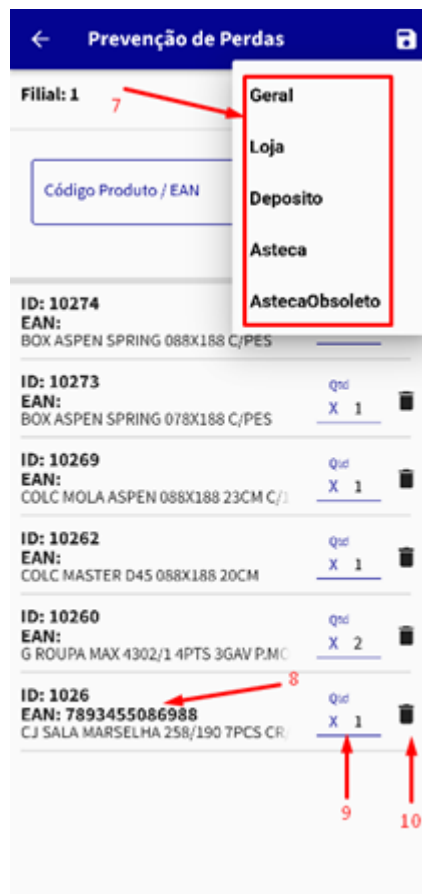 Prevenção de Perdas
Filial: 1
7
Geral
Loja
Deposito
Asteca
AstecaObsoleto
Código Produto / EAN
ID: 10274
EAN:
BOX ASPEN SPRING 088X188 C/PES
ID: 10273
EAN:
BOX ASPEN SPRING 078X188 C/PES
Qtd
X 1
ID: 10269
EAN:
COLC MOLA ASPEN 088X188 23CM C/
Qtd
X 1
ID: 10262
EAN:
COLC MASTER D45 088X188 20CM
Qtd
X 1
ID: 10260
EAN:
G ROUPA MAX 4302/1 4PTS 3GAV P.MO
Qtd
X 2
ID: 1026
EAN: 7893455086988
CJ SALA MARSELHA 258/190 7PCS CR
Qtd
X 1
8
9
10